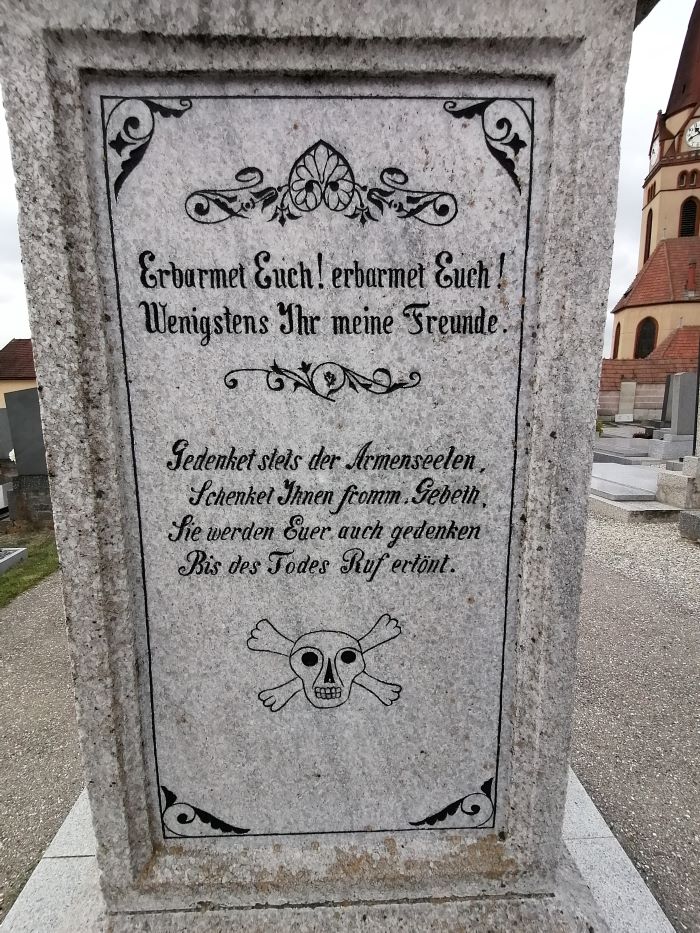 Erbarmet Euch! erbarmet Euch!
Wenigstens Ihr meine Freunde.
Gedenket stets der Armenseelen,
Schenket Ihnen fromm. Gebeth,
Sie werden Euer auch gedenken
Bis des Todes Ruf ertönt.